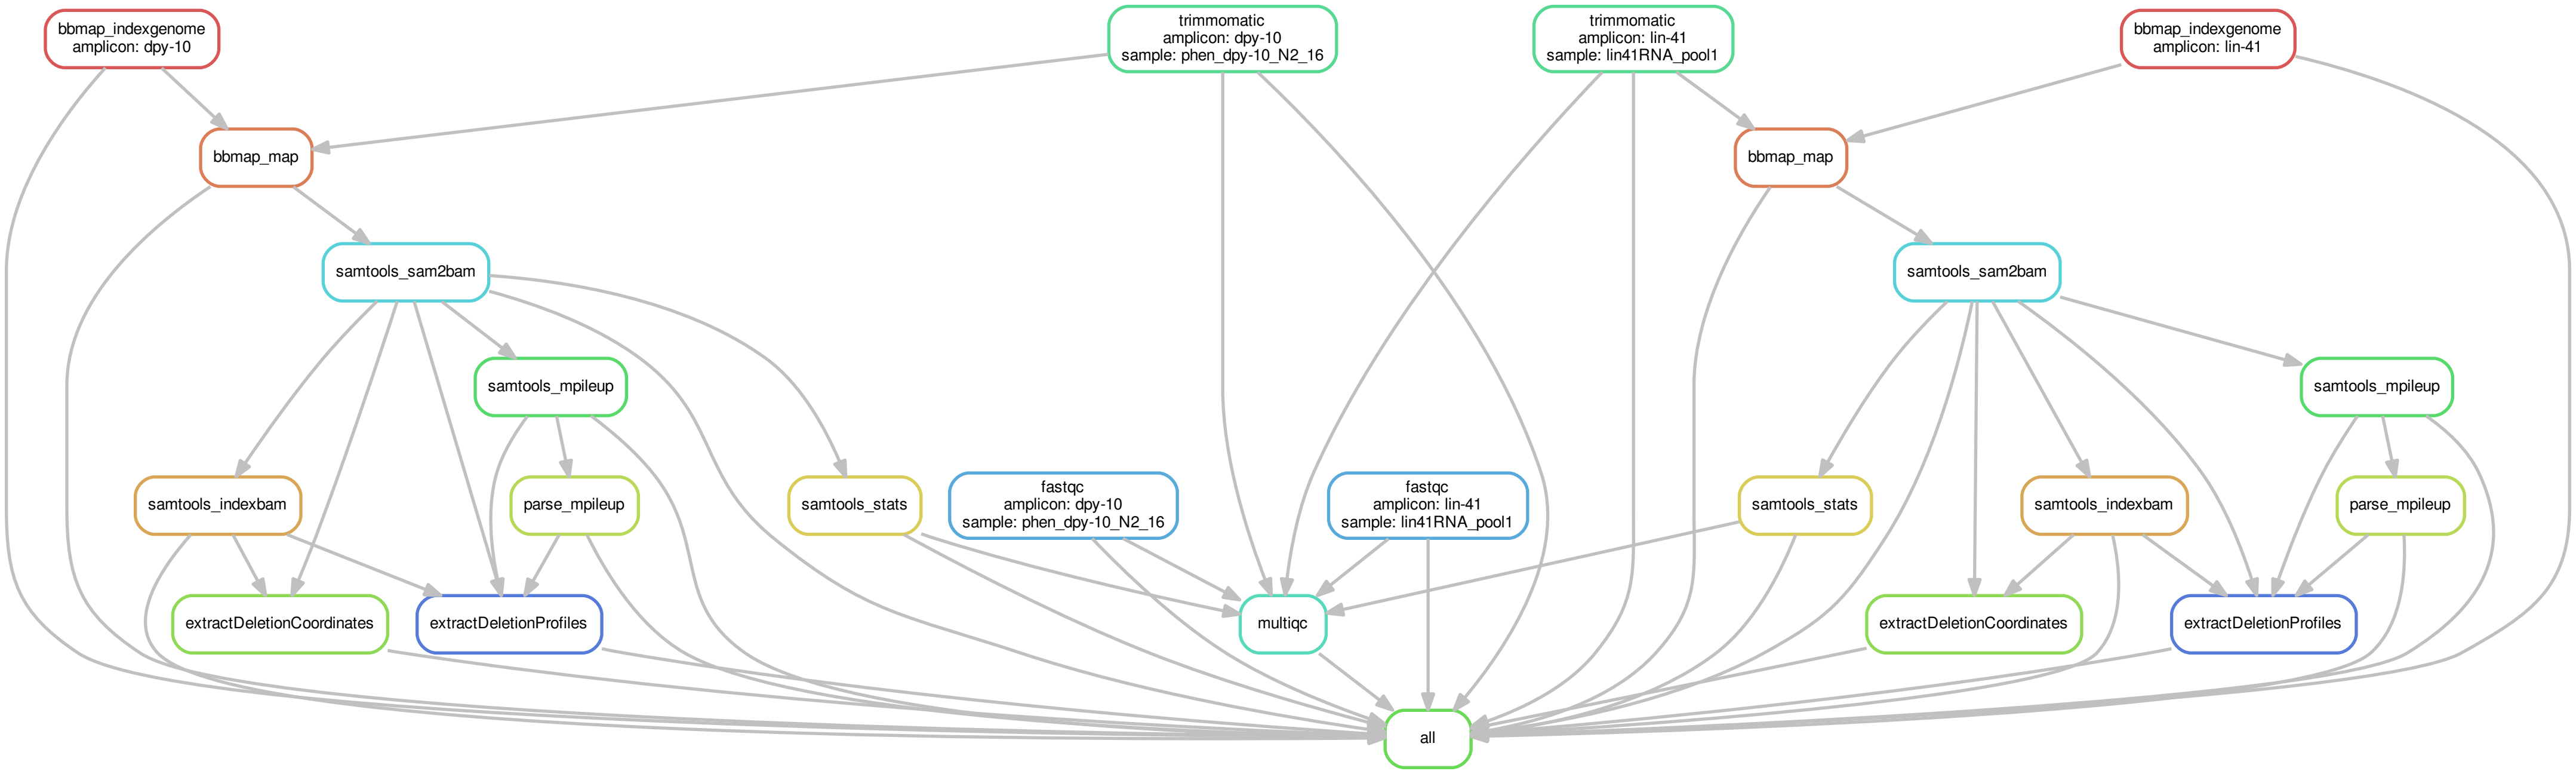 bbmap_indexgenome
amplicon: dpy-10
trimmomatic
amplicon: dpy-10
sample: phen_dpy-10_N2_16
trimmomatic
amplicon: lin-41
sample: lin41RNA_pool1
bbmap_indexgenome
amplicon: lin-41
bbmap_map
bbmap_map
samtools_sam2bam
samtools_sam2bam
samtools_mpileup
samtools_mpileup
samtools_indexbam
parse_mpileup
samtools_stats
fastqc
amplicon: dpy-10
sample: phen_dpy-10_N2_16
fastqc
amplicon: lin-41
sample: lin41RNA_pool1
samtools_stats
samtools_indexbam
parse_mpileup
extractDeletionCoordinates
extractDeletionProfiles
multiqc
extractDeletionCoordinates
extractDeletionProfiles
all